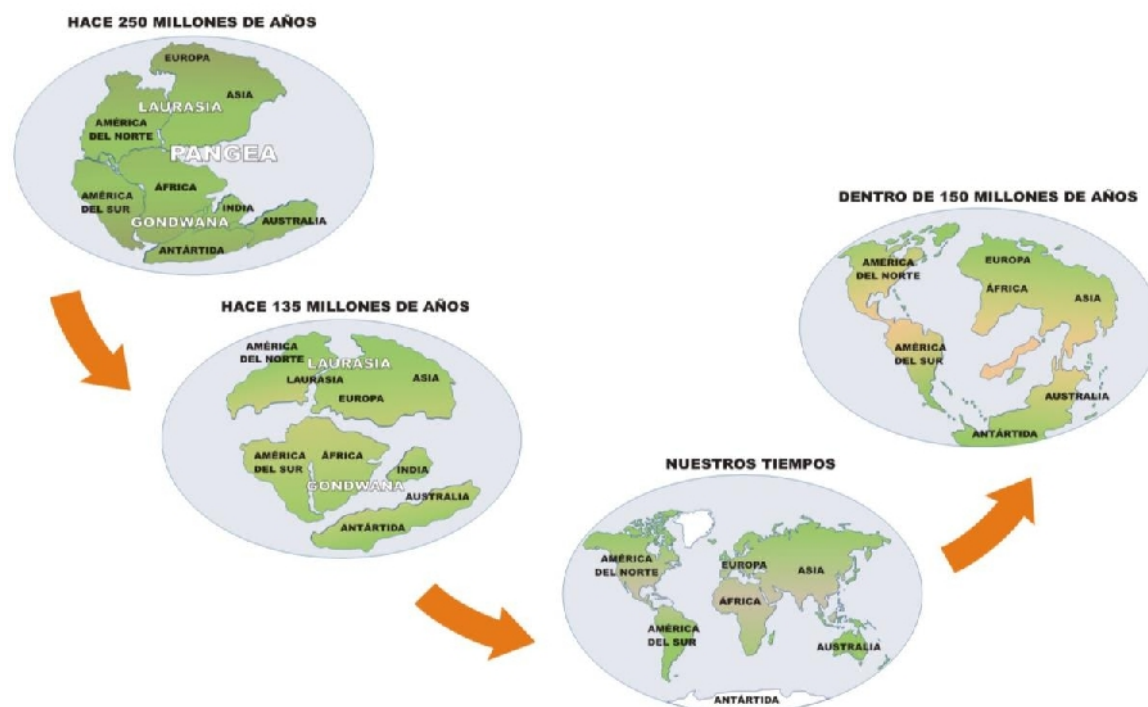 HACE 250 MILLONES DE AÑOS
EUROPA
ASIA
LAURASIA
AMÉRICA
DEL NORTE
PANGEA
ÁFRICA
AMÉRICA
DEL SUR
INDIA
GONDWANA
AUSTRALIA
ANTÁRTIDA
HACE 135 MILLONES DE AÑOS
AMÉRICA
DEL NORTE
LAURASIA
LAURASIA
ASIA
EUROPA
AMÉRICA
DEL SUR
ÁFRICA
INDIA
GONDWANA
AUSTRALIA
ANTÁRTIDA
NUESTROS TIEMPOS
AMÉRICA
DEL NORTE
EUROPA
ASIA
ÁFRICA
AMÉRICA
DEL SUR
AUSTRALIA
ANTÁRTIDA
DENTRO DE 150 MILLONES DE AÑOS
AMÉRICA
DEL NORTE
EUROPA
ÁFRICA
ASIA
AMÉRICA
DEL SUR
AUSTRALIA
ANTÁRTIDA